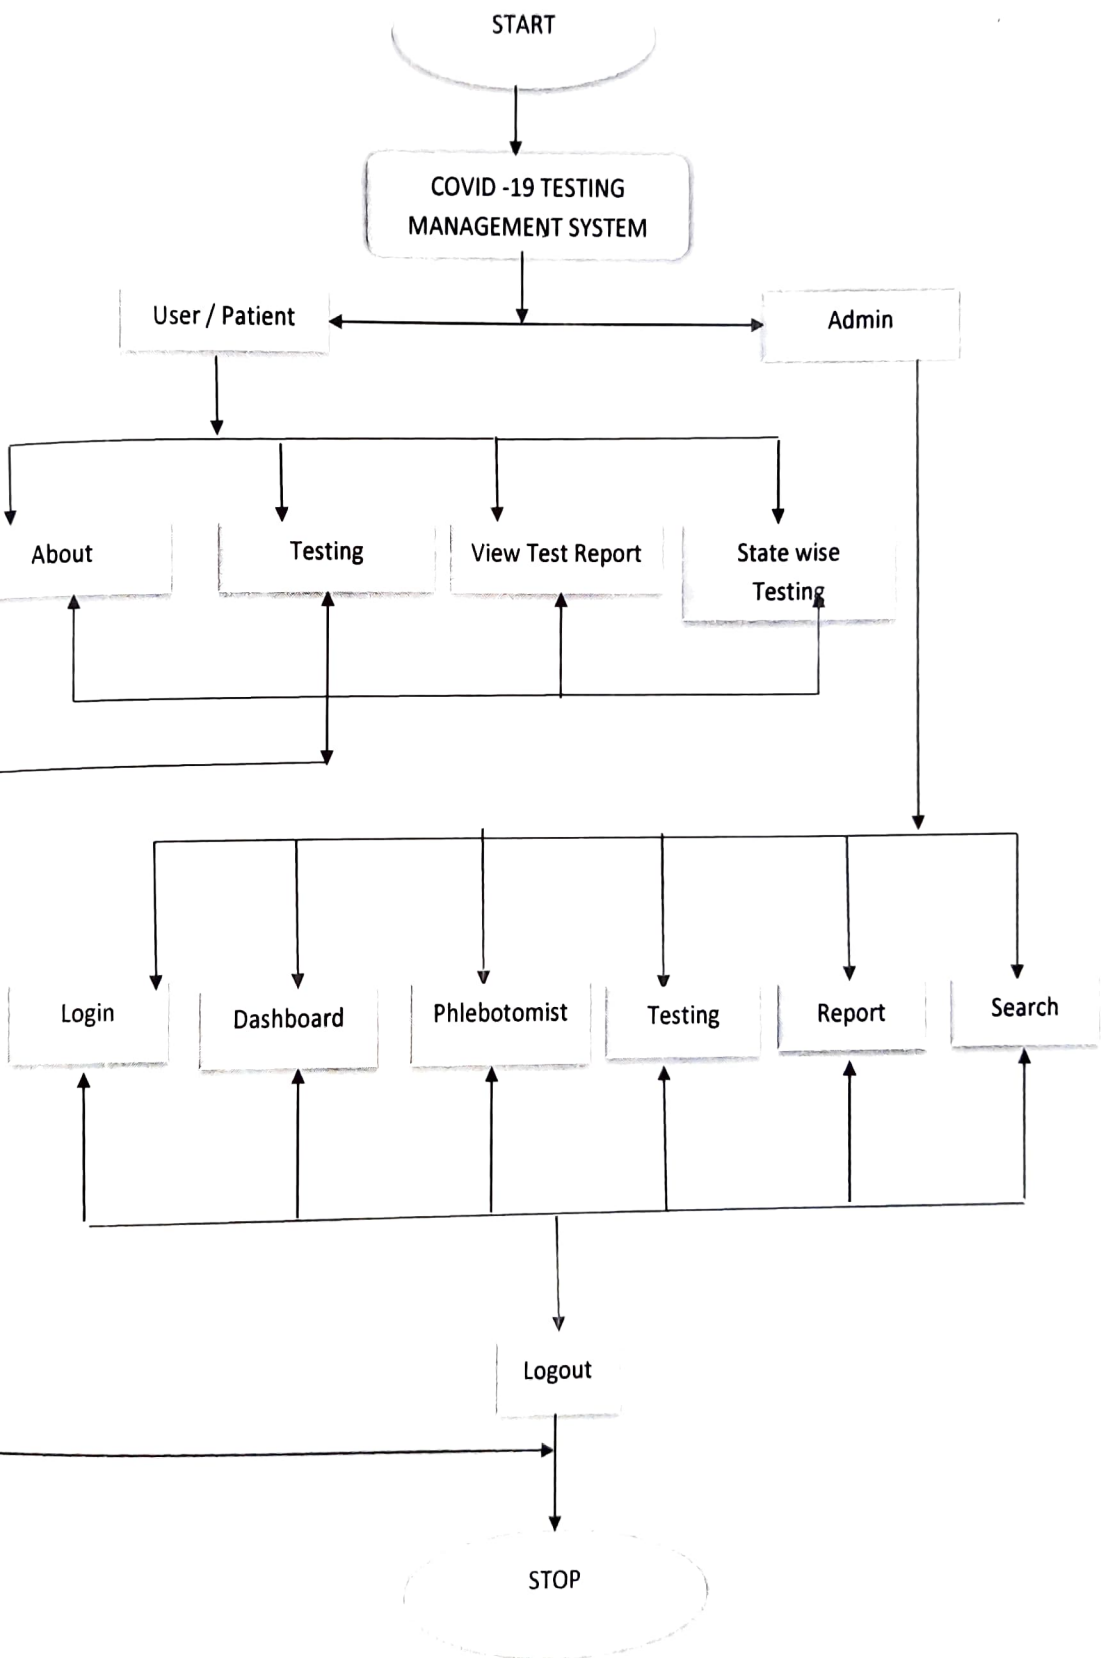 START
COVID -19 TESTING
MANAGEMENT SYSTEM
User / Patient
Admin
About
Testing
View Test Report
State wise
Testing
Login
Dashboard
Phlebotomist
Testing
Report
Search
Logout
STOP